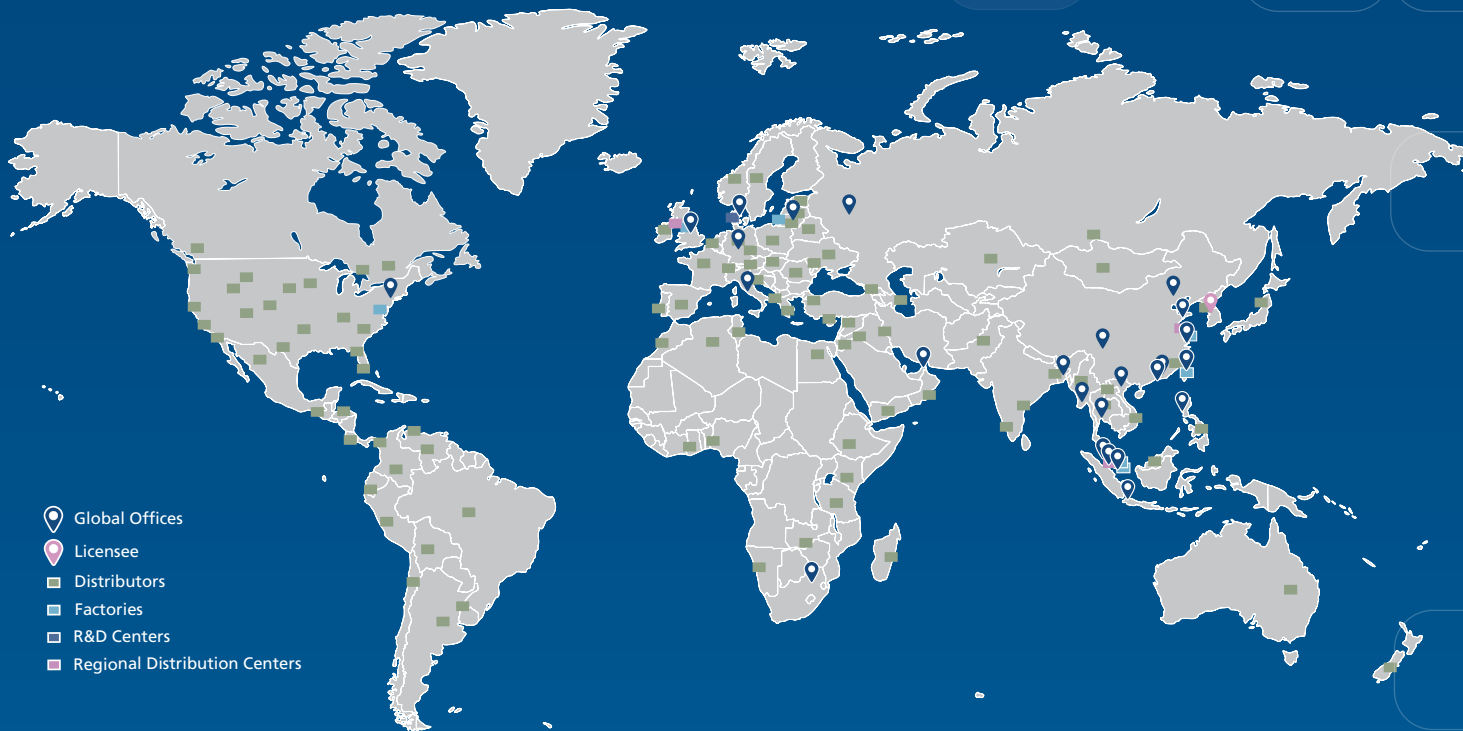 Global Offices
Licensee
Distributors
Factories
R&D Centers
Regional Distribution Centers